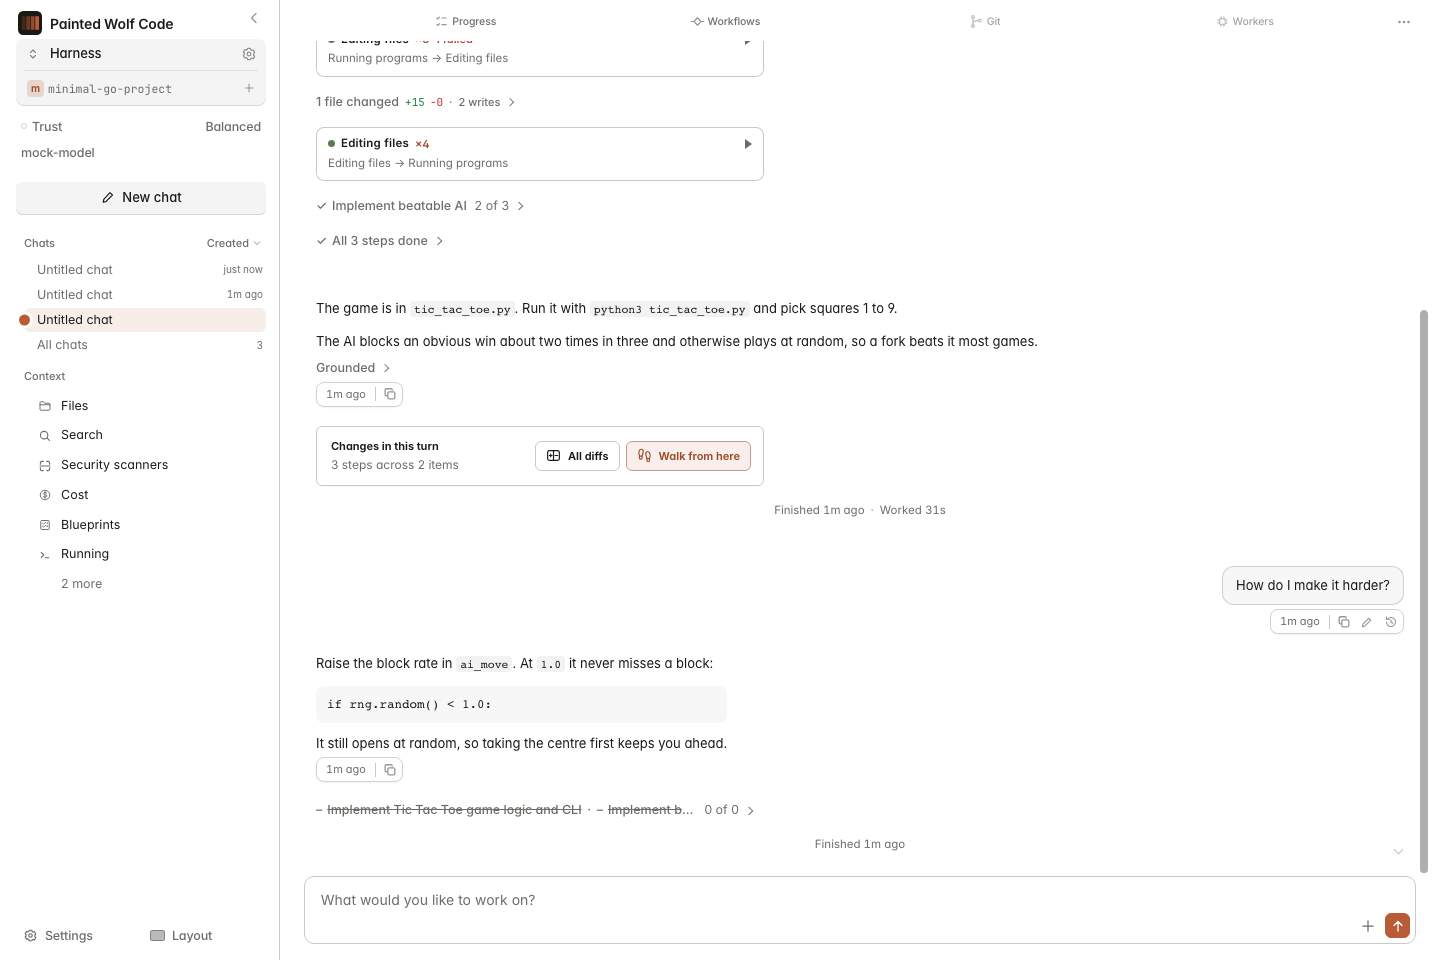 Painted Wolf Code
Harness
m minimal-go-project
Trust Balanced
mock-model
New chat
Chats Created
Untitled chat just now
Untitled chat 1m ago
Untitled chat
All chats 3
Context
Files
Search
Security scanners
Cost
Blueprints
Running
2 more
Settings Layout
Progress Workflows Git Workers
Editing files
Running programs → Editing files
1 file changed +15 -0 · 2 writes
Editing files ×4
Editing files → Running programs
Implement beatable AI 2 of 3
All 3 steps done
The game is in tic_tac_toe.py. Run it with python3 tic_tac_toe.py and pick squares 1 to 9.
The AI blocks an obvious win about two times in three and otherwise plays at random, so a fork beats it most games.
Grounded
1m ago
Changes in this turn
3 steps across 2 items
All diffs Walk from here
Finished 1m ago · Worked 31s
How do I make it harder?
1m ago
Raise the block rate in ai_move. At 1.0 it never misses a block:
if rng.random() < 1.0:
It still opens at random, so taking the centre first keeps you ahead.
1m ago
– Implement Tic Tac Toe game logic and CLI · – Implement b... 0 of 0
Finished 1m ago
What would you like to work on?